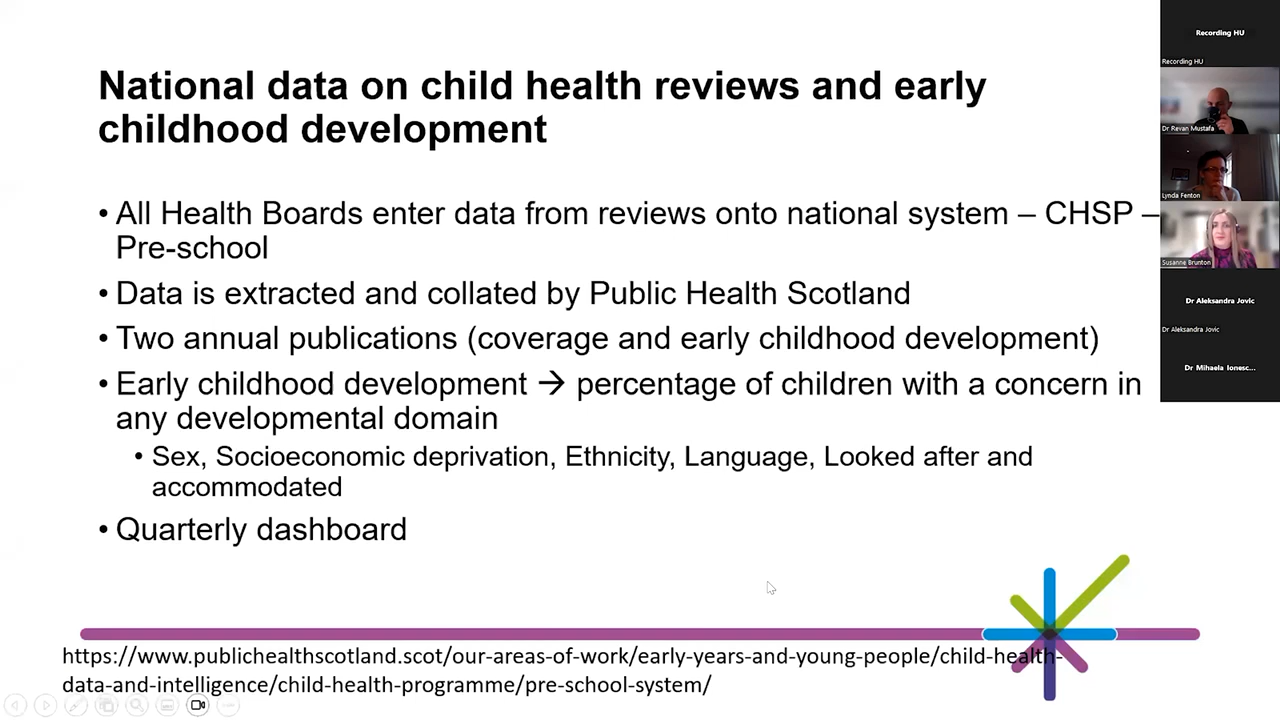 National data on child health reviews and early
childhood development
• All Health Boards enter data from reviews onto national system – CHSP –
Pre-school
• Data is extracted and collated by Public Health Scotland
• Two annual publications (coverage and early childhood development)
• Early childhood development → percentage of children with a concern in
any developmental domain
• Sex, Socioeconomic deprivation, Ethnicity, Language, Looked after and
accommodated
• Quarterly dashboard
https://www.publichealthscotland.scot/our-areas-of-work/early-years-and-young-people/child-health-
data-and-intelligence/child-health-programme/pre-school-system/
Recording HU
Recording HU
Dr Revan Mustafa
Lynda Fenton
Susanne Brunton
Dr Aleksandra Jovic
Dr Aleksandra Jovic
Dr Mihaela Ionesc...